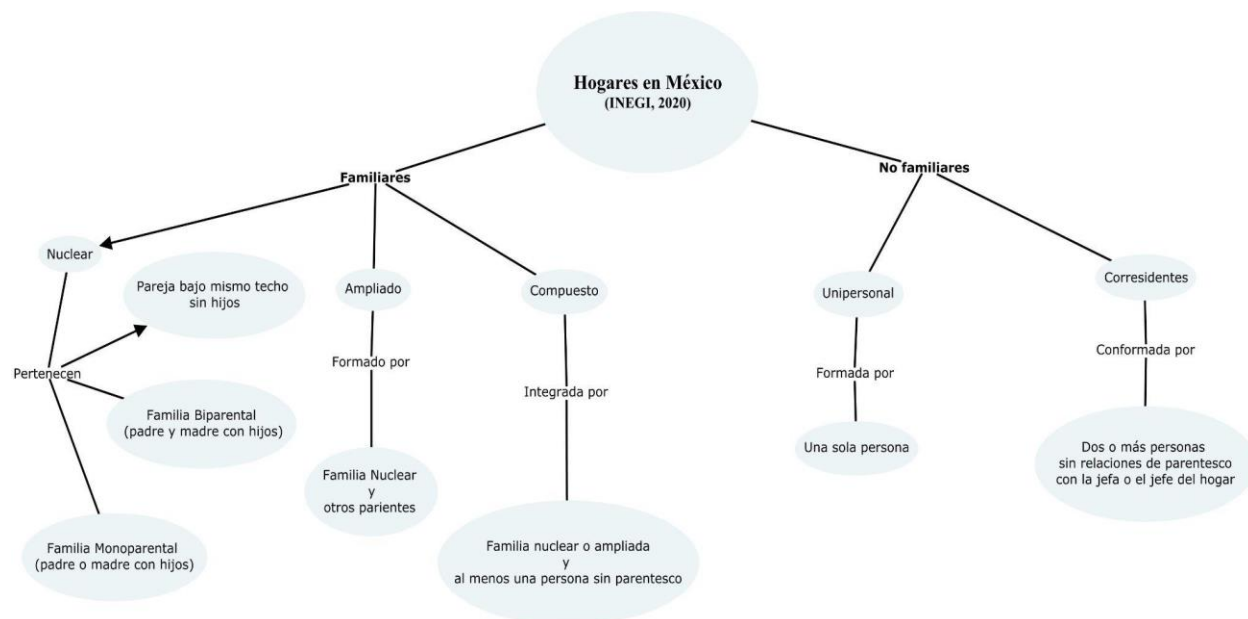 Hogares en México
(INEGI, 2020)
Familiares
No familiares
Nuclear
Pertenecen
Pareja bajo mismo techo
sin hijos
Familia Biparental
(padre y madre con hijos)
Familia Monoparental
(padre o madre con hijos)
Ampliado
Formado por
Familia Nuclear
y
otros parientes
Compuesto
Integrada por
Familia nuclear o ampliada
y
al menos una persona sin parentesco
Unipersonal
Formada por
Una sola persona
Corresidentes
Conformada por
Dos o más personas
sin relaciones de parentesco
con la jefa o el jefe del hogar